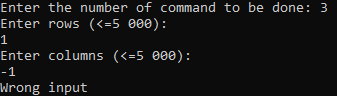 Enter the number of command to be done: 3
Enter rows (<=5 000):
1
Enter columns (<=5 000):
-1
Wrong input